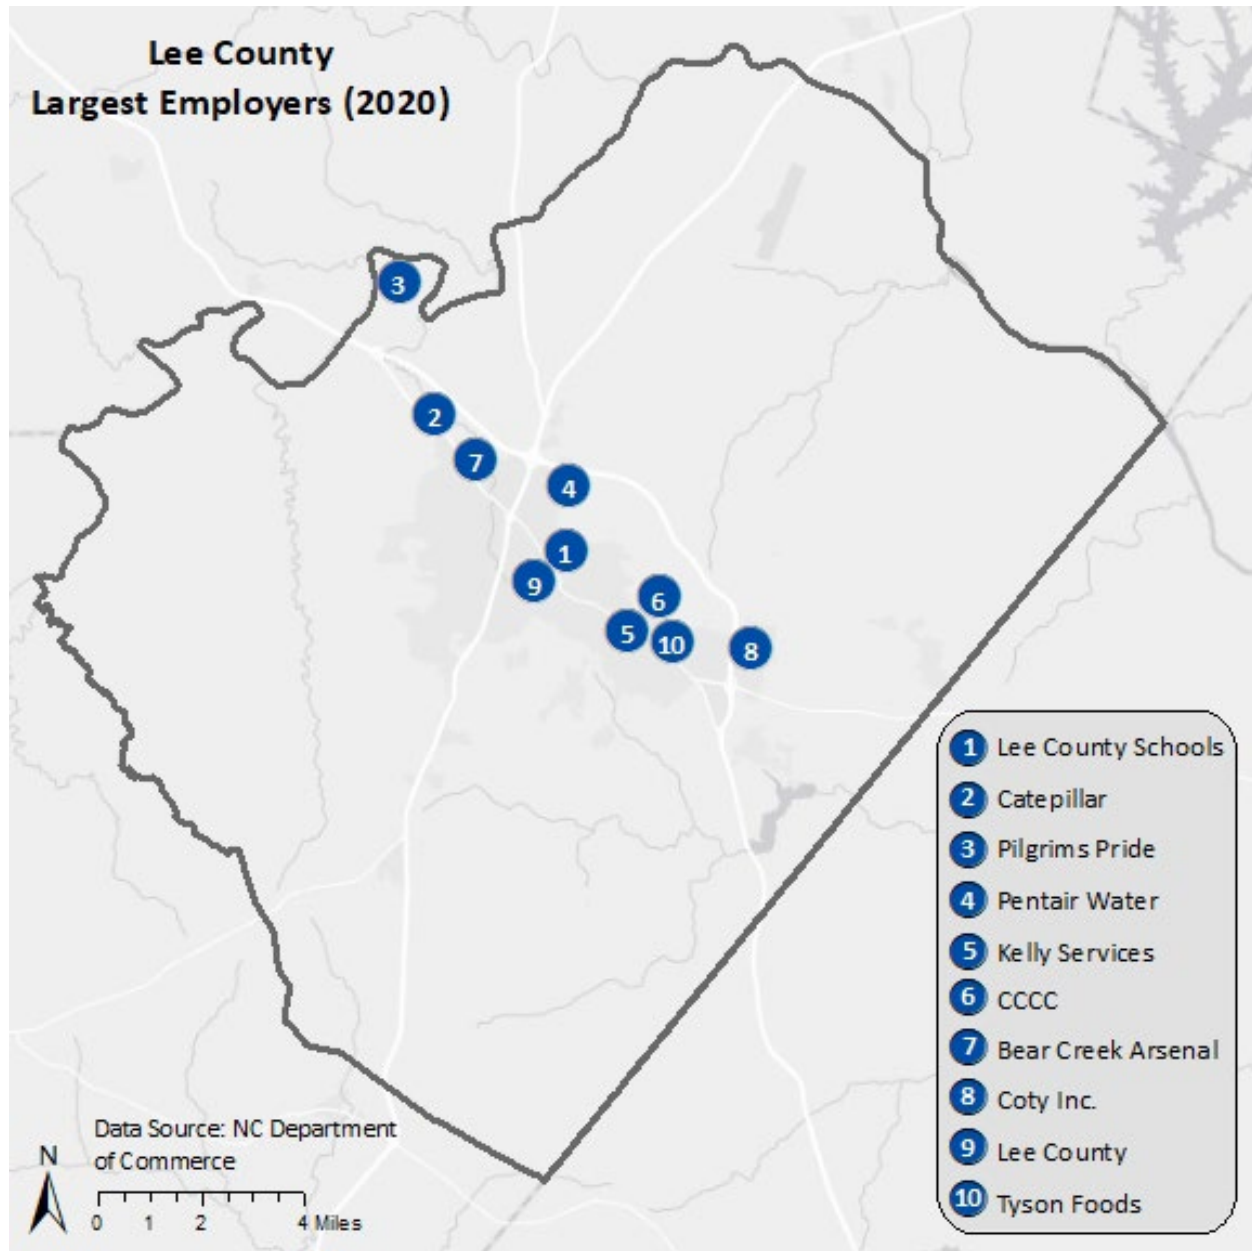 Lee County
Largest Employers (2020)
3
2
7
4
1
9
6
5
10
8
1 Lee County Schools
2 Catepillar
3 Pilgrims Pride
4 Pentair Water
5 Kelly Services
6 CCCC
7 Bear Creek Arsenal
8 Coty Inc.
9 Lee County
10 Tyson Foods
Data Source: NC Department
of Commerce
N
0 1 2 4 Miles